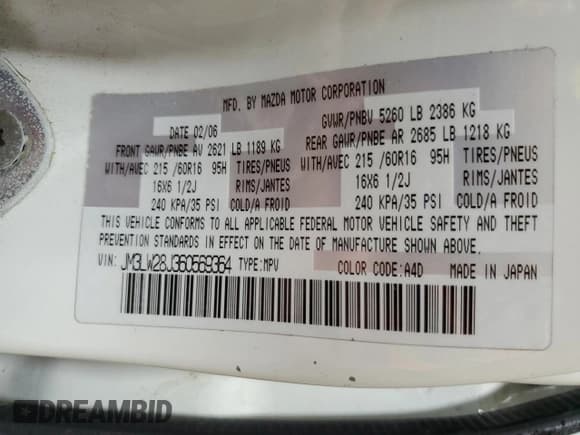 MFD. BY MAZDA MOTOR CORPORATION
DATE 02/06 GVWR/PNBV 5260 LB 2386 KG
FRONT GAWR/PNBE AV 2621 LB 1189 KG REAR GAWR/PNBE AR 2685 LB 1218 KG
WITH/AVEC 215 /60R16 95H TIRES/PNEUS WITH/AVEC 215 /60R16 95H TIRES/PNEUS
16X6 1/2J RIMS/JANTES 16X6 1/2J RIMS/JANTES
240 KPA/35 PSI COLD/A FROID 240 KPA/35 PSI COLD/A FROID
THIS VEHICLE CONFORMS TO ALL APPLICABLE FEDERAL MOTOR VEHICLE SAFETY AND THEFT
PREVENTION STANDARDS IN EFFECT ON THE DATE OF MANUFACTURE SHOWN ABOVE.
VIN: JM3LW28J360569364 TYPE:MPV COLOR CODE:A4D MADE IN JAPAN
DREAMBID